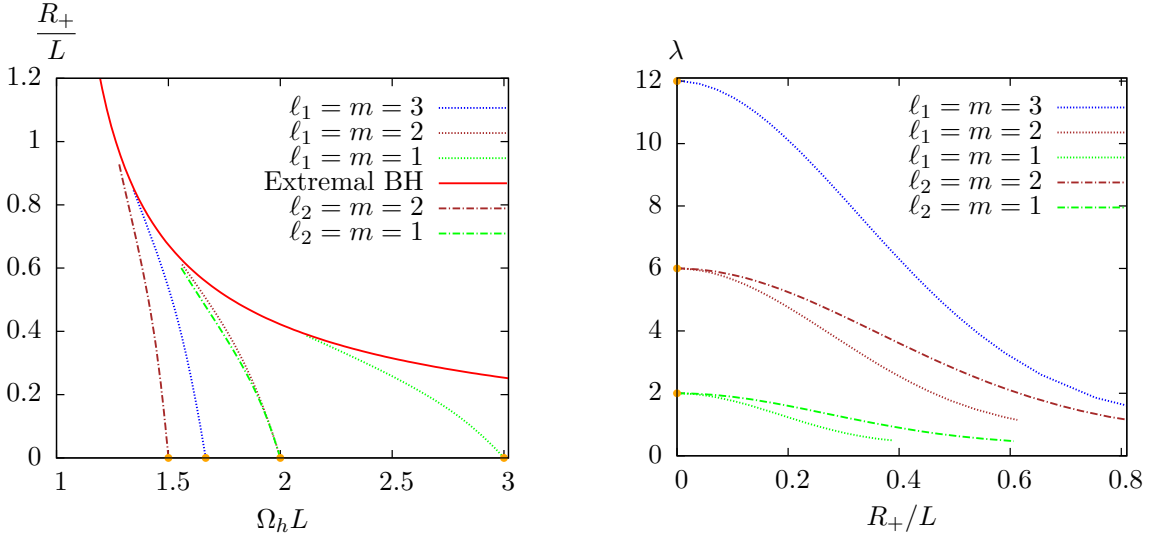 R₊
L
1.2
1
0.8
0.6
0.4
0.2
0
1
1.5
2
2.5
3
Ω_h L
ℓ₁ = m = 3
ℓ₁ = m = 2
ℓ₁ = m = 1
Extremal BH
ℓ₂ = m = 2
ℓ₂ = m = 1
λ
12
10
8
6
4
2
0
0
0.2
0.4
0.6
0.8
R₊/L
ℓ₁ = m = 3
ℓ₁ = m = 2
ℓ₁ = m = 1
ℓ₂ = m = 2
ℓ₂ = m = 1